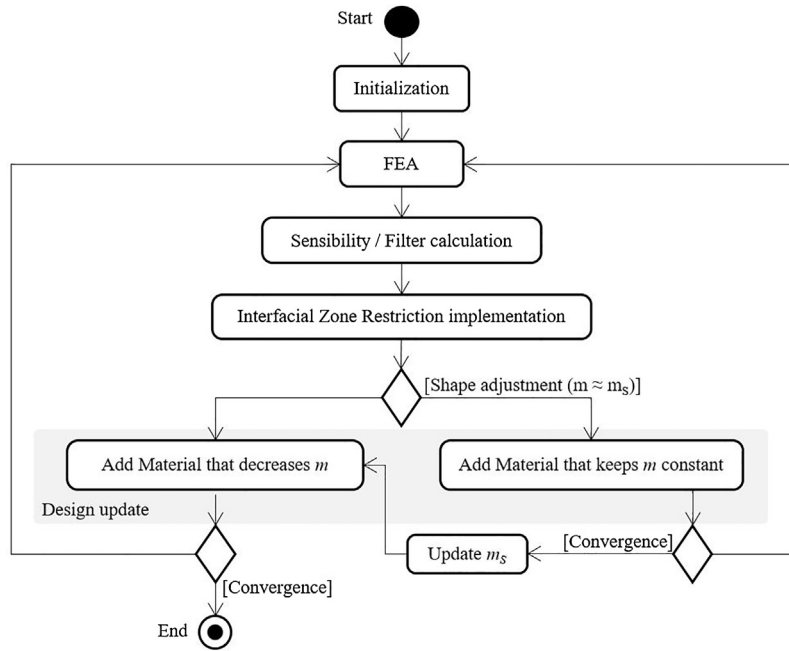 Start
Initialization
FEA
Sensibility / Filter calculation
Interfacial Zone Restriction implementation
[Shape adjustment (m ≈ mₛ)]
Add Material that decreases m
Add Material that keeps m constant
Design update
Update mₛ
[Convergence]
[Convergence]
End